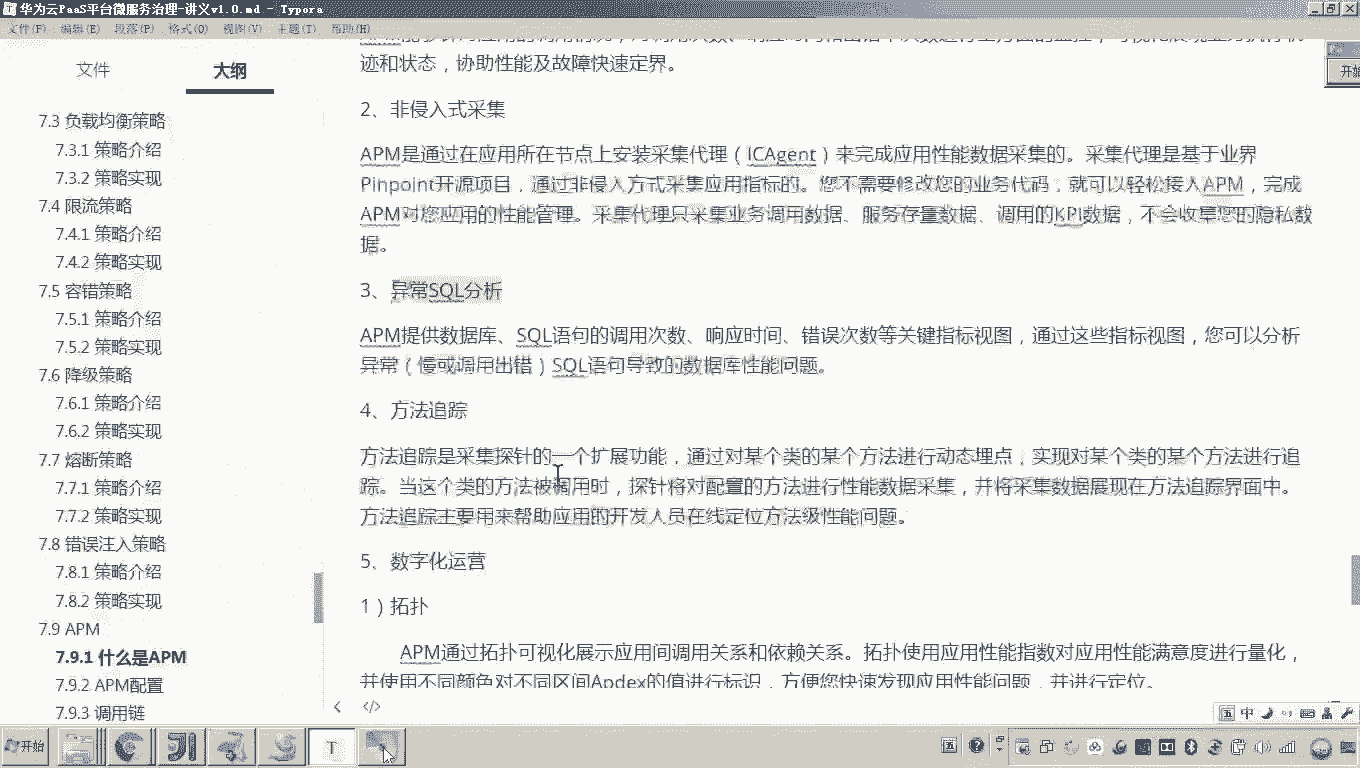 华为云PaaS平台微服务治理-讲义v1.0.md - Typora
文件(F) 编辑(E) 段落(P) 格式(O) 视图(V) 主题(T) 帮助(H)
文件 大纲
7.3 负载均衡策略
7.3.1 策略介绍
7.3.2 策略实现
7.4 限流策略
7.4.1 策略介绍
7.4.2 策略实现
7.5 容错策略
7.5.1 策略介绍
7.5.2 策略实现
7.6 降级策略
7.6.1 策略介绍
7.6.2 策略实现
7.7 熔断策略
7.7.1 策略介绍
7.7.2 策略实现
7.8 错误注入策略
7.8.1 策略介绍
7.8.2 策略实现
7.9 APM
7.9.1 什么是APM
7.9.2 APM配置
7.9.3 调用链
迹和状态，协助性能及故障快速定界。
2、非侵入式采集
APM是通过在应用所在节点上安装采集代理（ICAgent）来完成应用性能数据采集的。采集代理是基于业界
Pinpoint开源项目，通过非侵入方式采集应用指标的。您不需要修改您的业务代码，就可以轻松接入APM，完成
APM对您应用的性能管理。采集代理只采集业务调用数据、服务存量数据、调用的KPI数据，不会收集您的隐私数
据。
3、异常SQL分析
APM提供数据库、SQL语句的调用次数、响应时间、错误次数等关键指标视图，通过这些指标视图，您可以分析
异常（慢或调用出错）SQL语句导致的数据库性能问题。
4、方法追踪
方法追踪是采集探针的一个扩展功能，通过对某个类的某个方法进行动态埋点，实现对某个类的某个方法进行追
踪。当这个类的方法被调用时，探针将对配置的方法进行性能数据采集，并将采集数据展现在方法追踪界面中。
方法追踪主要用来帮助应用的开发人员在线定位方法级性能问题。
5、数字化运营
1）拓扑
APM通过拓扑可视化展示应用间调用关系和依赖关系。拓扑使用应用性能指数对应用性能满意度进行量化，
并使用不同颜色对不同区间Apdex的值进行标识，方便您快速发现应用性能问题，并进行定位。
</> 
开始
五 中
开始 T 五